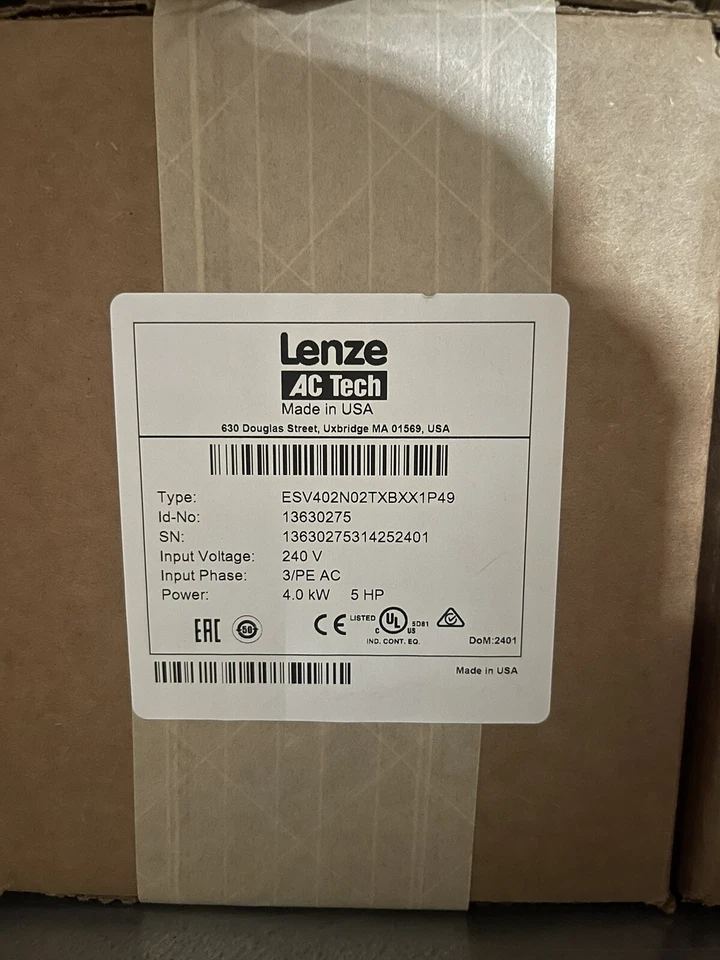 Lenze
AC Tech
Made in USA
630 Douglas Street, Uxbridge MA 01569, USA
Type: ESV402N02TXBXX1P49
Id-No: 13630275
SN: 13630275314252401
Input Voltage: 240 V
Input Phase: 3/PE AC
Power: 4.0 kW 5 HP
EAC 50 CE LISTED C UL US 5D81
IND. CONT. EQ.
DoM:2401
Made in USA